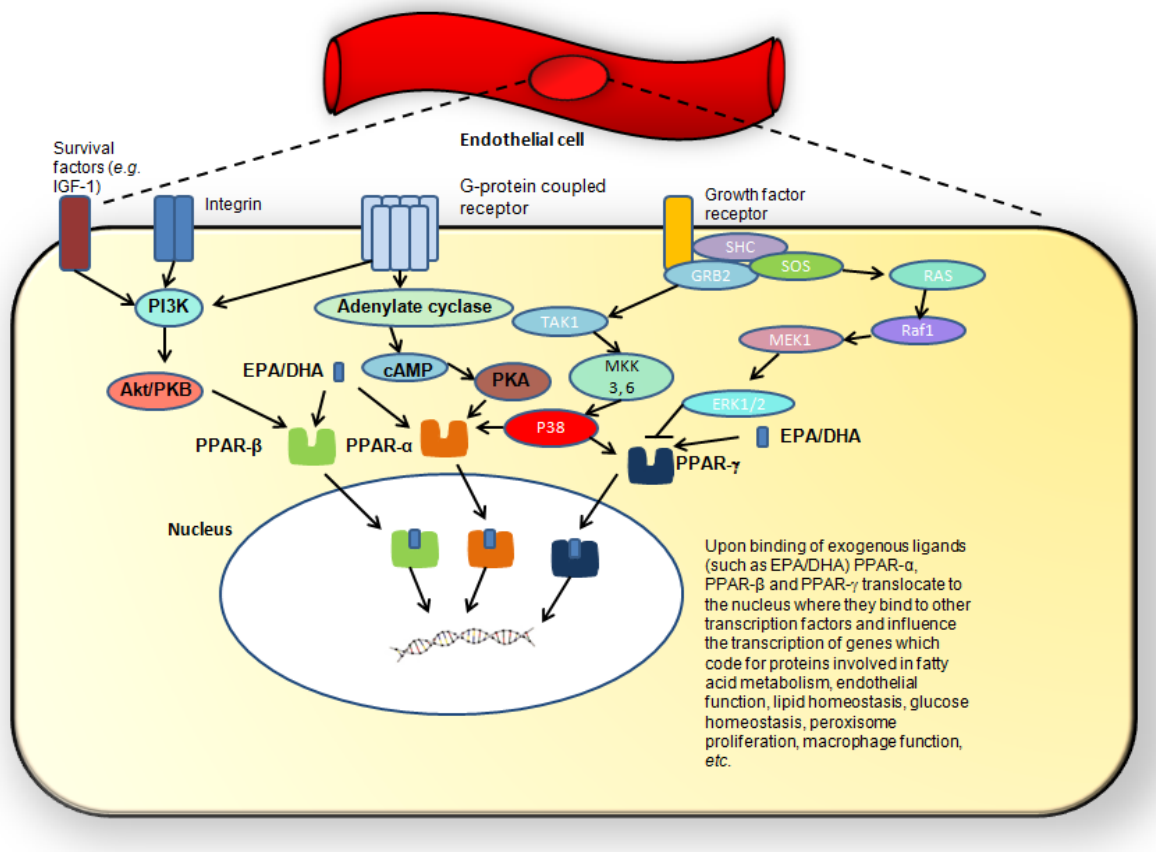 Endothelial cell
Survival
factors (e.g.
IGF-1)
Integrin
G-protein coupled
receptor
Growth factor
receptor
SHC
GRB2
SOS
RAS
PI3K
Adenylate cyclase
TAK1
MEK1
Raf1
EPA/DHA
cAMP
PKA
MKK
3, 6
Akt/PKB
ERK1/2
P38
PPAR-β
PPAR-α
EPA/DHA
PPAR-γ
Nucleus
Upon binding of exogenous ligands
(such as EPA/DHA) PPAR-α,
PPAR-β and PPAR-γ translocate to
the nucleus where they bind to other
transcription factors and influence
the transcription of genes which
code for proteins involved in fatty
acid metabolism, endothelial
function, lipid homeostasis, glucose
homeostasis, peroxisome
proliferation, macrophage function,
etc.